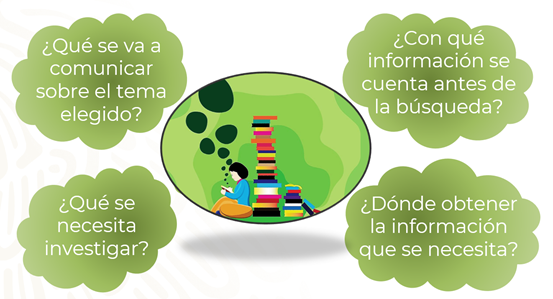 ¿Qué se va a
comunicar
sobre el tema
elegido?
¿Con qué
información se
cuenta antes de
la búsqueda?
¿Qué se
necesita
investigar?
¿Dónde obtener
la información
que se necesita?